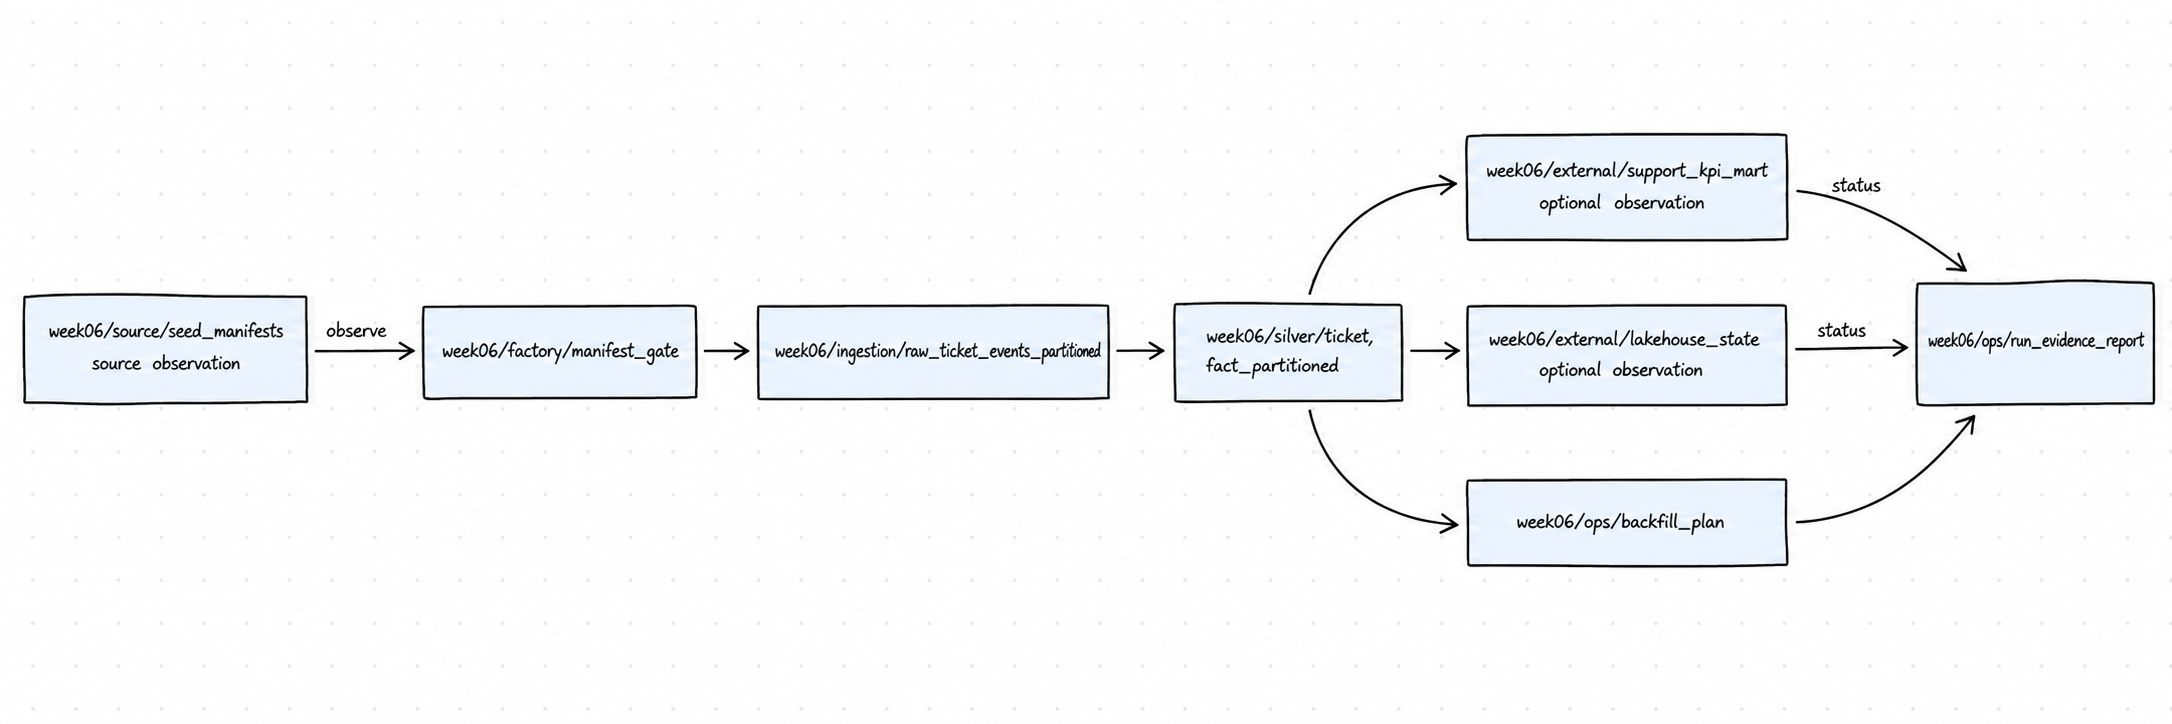 week06/source/seed_manifests
source observation
observe
week06/factory/manifest_gate
week06/ingestion/raw_ticket_events_partitioned
week06/silver/ticket,
fact_partitioned
week06/external/support_kpi_mart
optional observation
status
week06/external/lakehouse_state
optional observation
status
week06/ops/backfill_plan
week06/ops/run_evidence_report